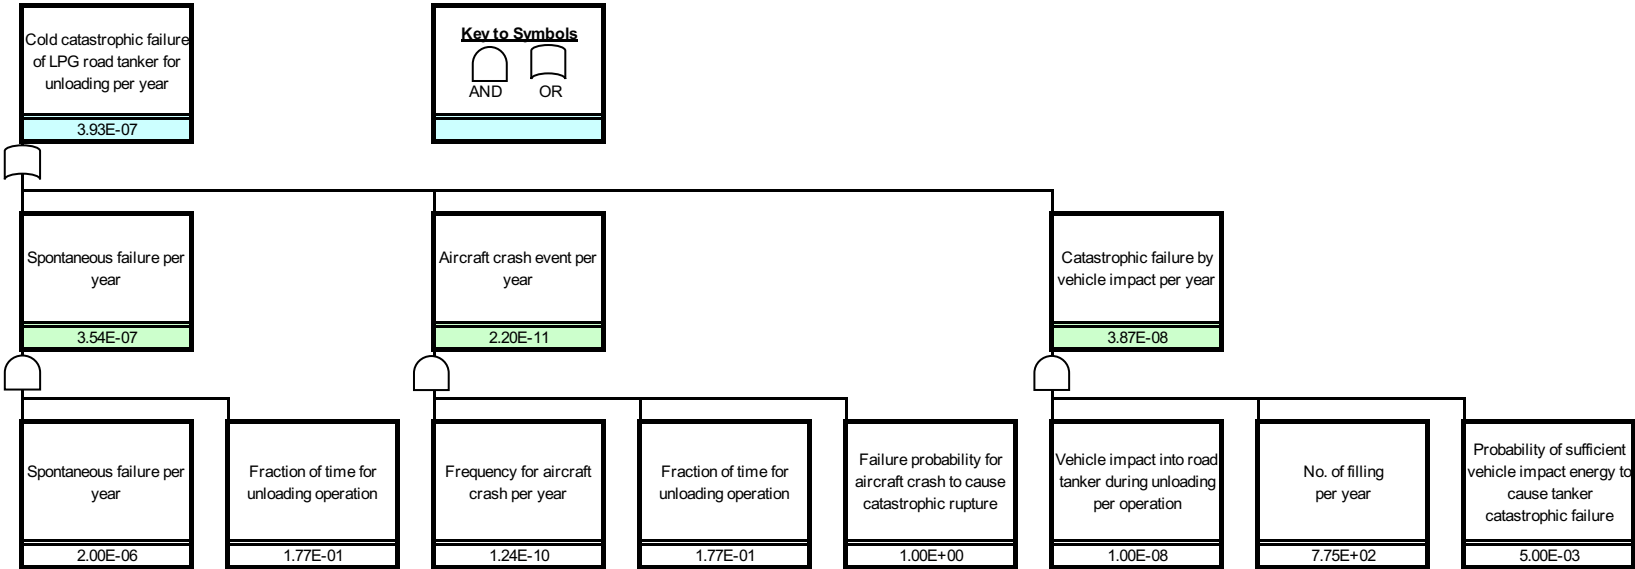 Cold catastrophic failure
of LPG road tanker for
unloading per year
3.93E-07
Key to Symbols
AND OR
Spontaneous failure per
year
3.54E-07
Aircraft crash event per
year
2.20E-11
Catastrophic failure by
vehicle impact per year
3.87E-08
Spontaneous failure per
year
2.00E-06
Fraction of time for
unloading operation
1.77E-01
Frequency for aircraft
crash per year
1.24E-10
Fraction of time for
unloading operation
1.77E-01
Failure probability for
aircraft crash to cause
catastrophic rupture
1.00E+00
Vehicle impact into road
tanker during unloading
per operation
1.00E-08
No. of filling
per year
7.75E+02
Probability of sufficient
vehicle impact energy to
cause tanker
catastrophic failure
5.00E-03